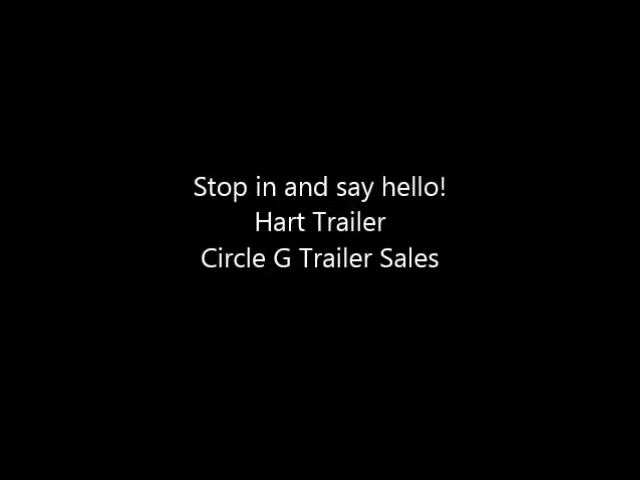 Stop in and say hello!
Hart Trailer
Circle G Trailer Sales